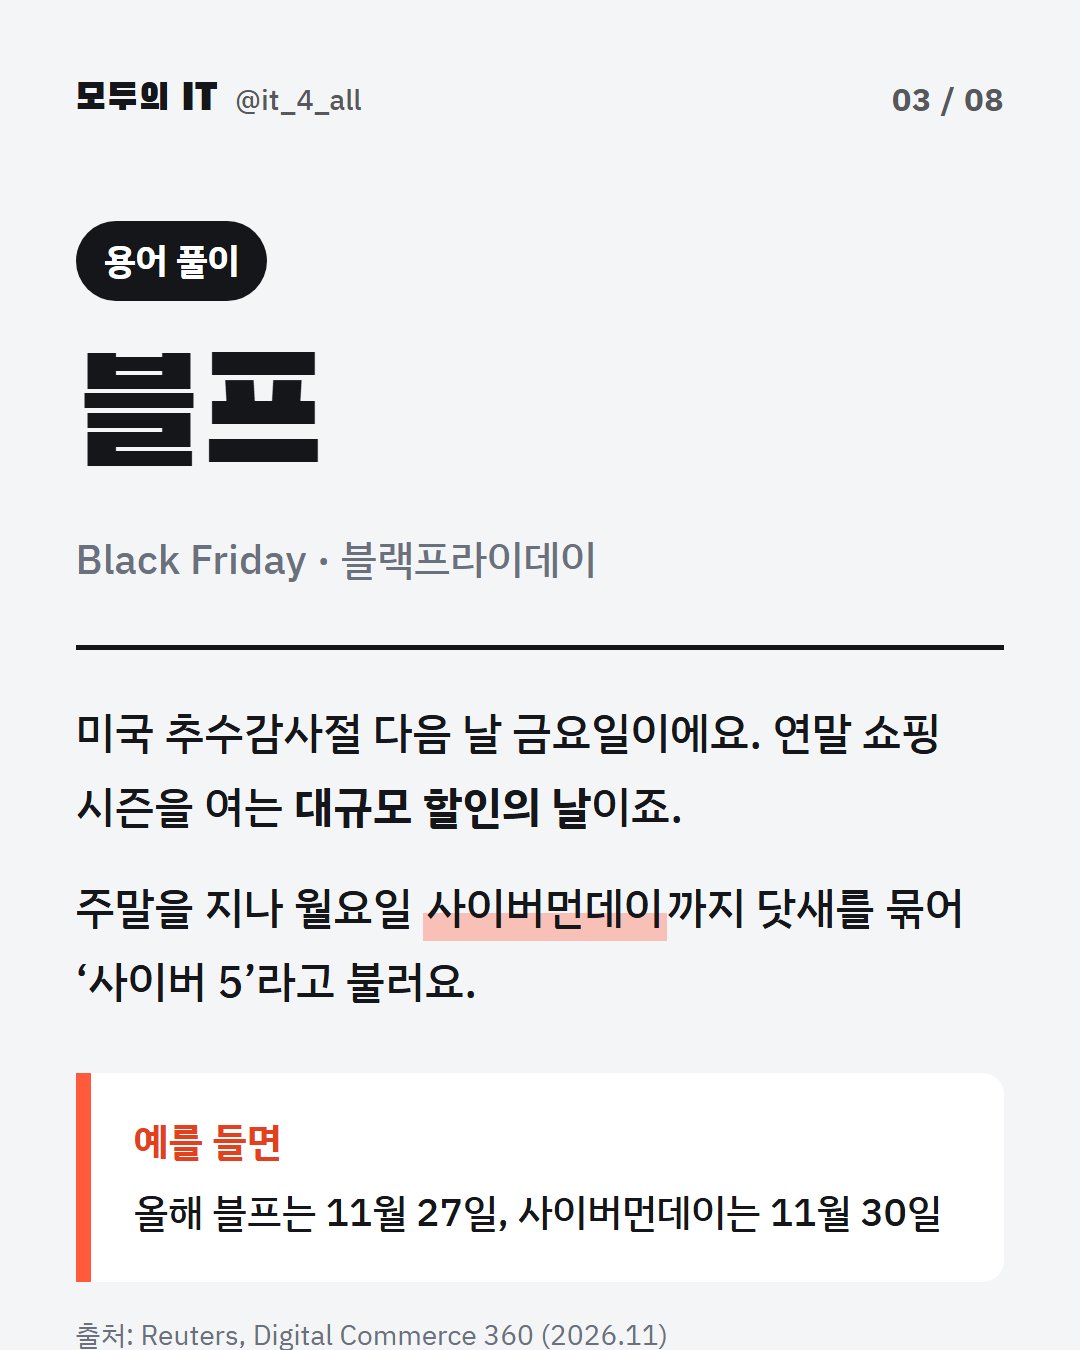 모두의 IT @it_4_all
03 / 08
용어 풀이
블프
Black Friday · 블랙프라이데이
미국 추수감사절 다음 날 금요일이에요. 연말 쇼핑
시즌을 여는 대규모 할인의 날이죠.
주말을 지나 월요일 사이버먼데이까지 닷새를 묶어
‘사이버 5’라고 불러요.
예를 들면
올해 블프는 11월 27일, 사이버먼데이는 11월 30일
출처: Reuters, Digital Commerce 360 (2026.11)